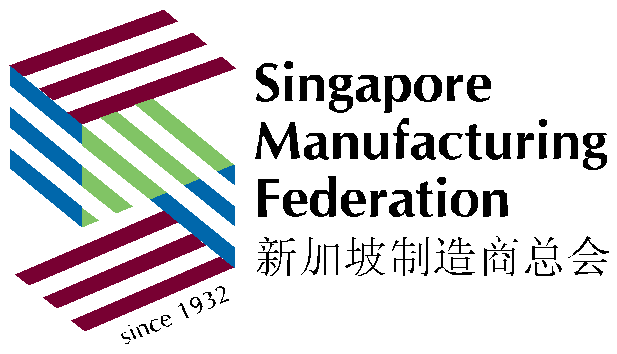 Singapore
Manufacturing
Federation
新加坡制造商总会
since 1932